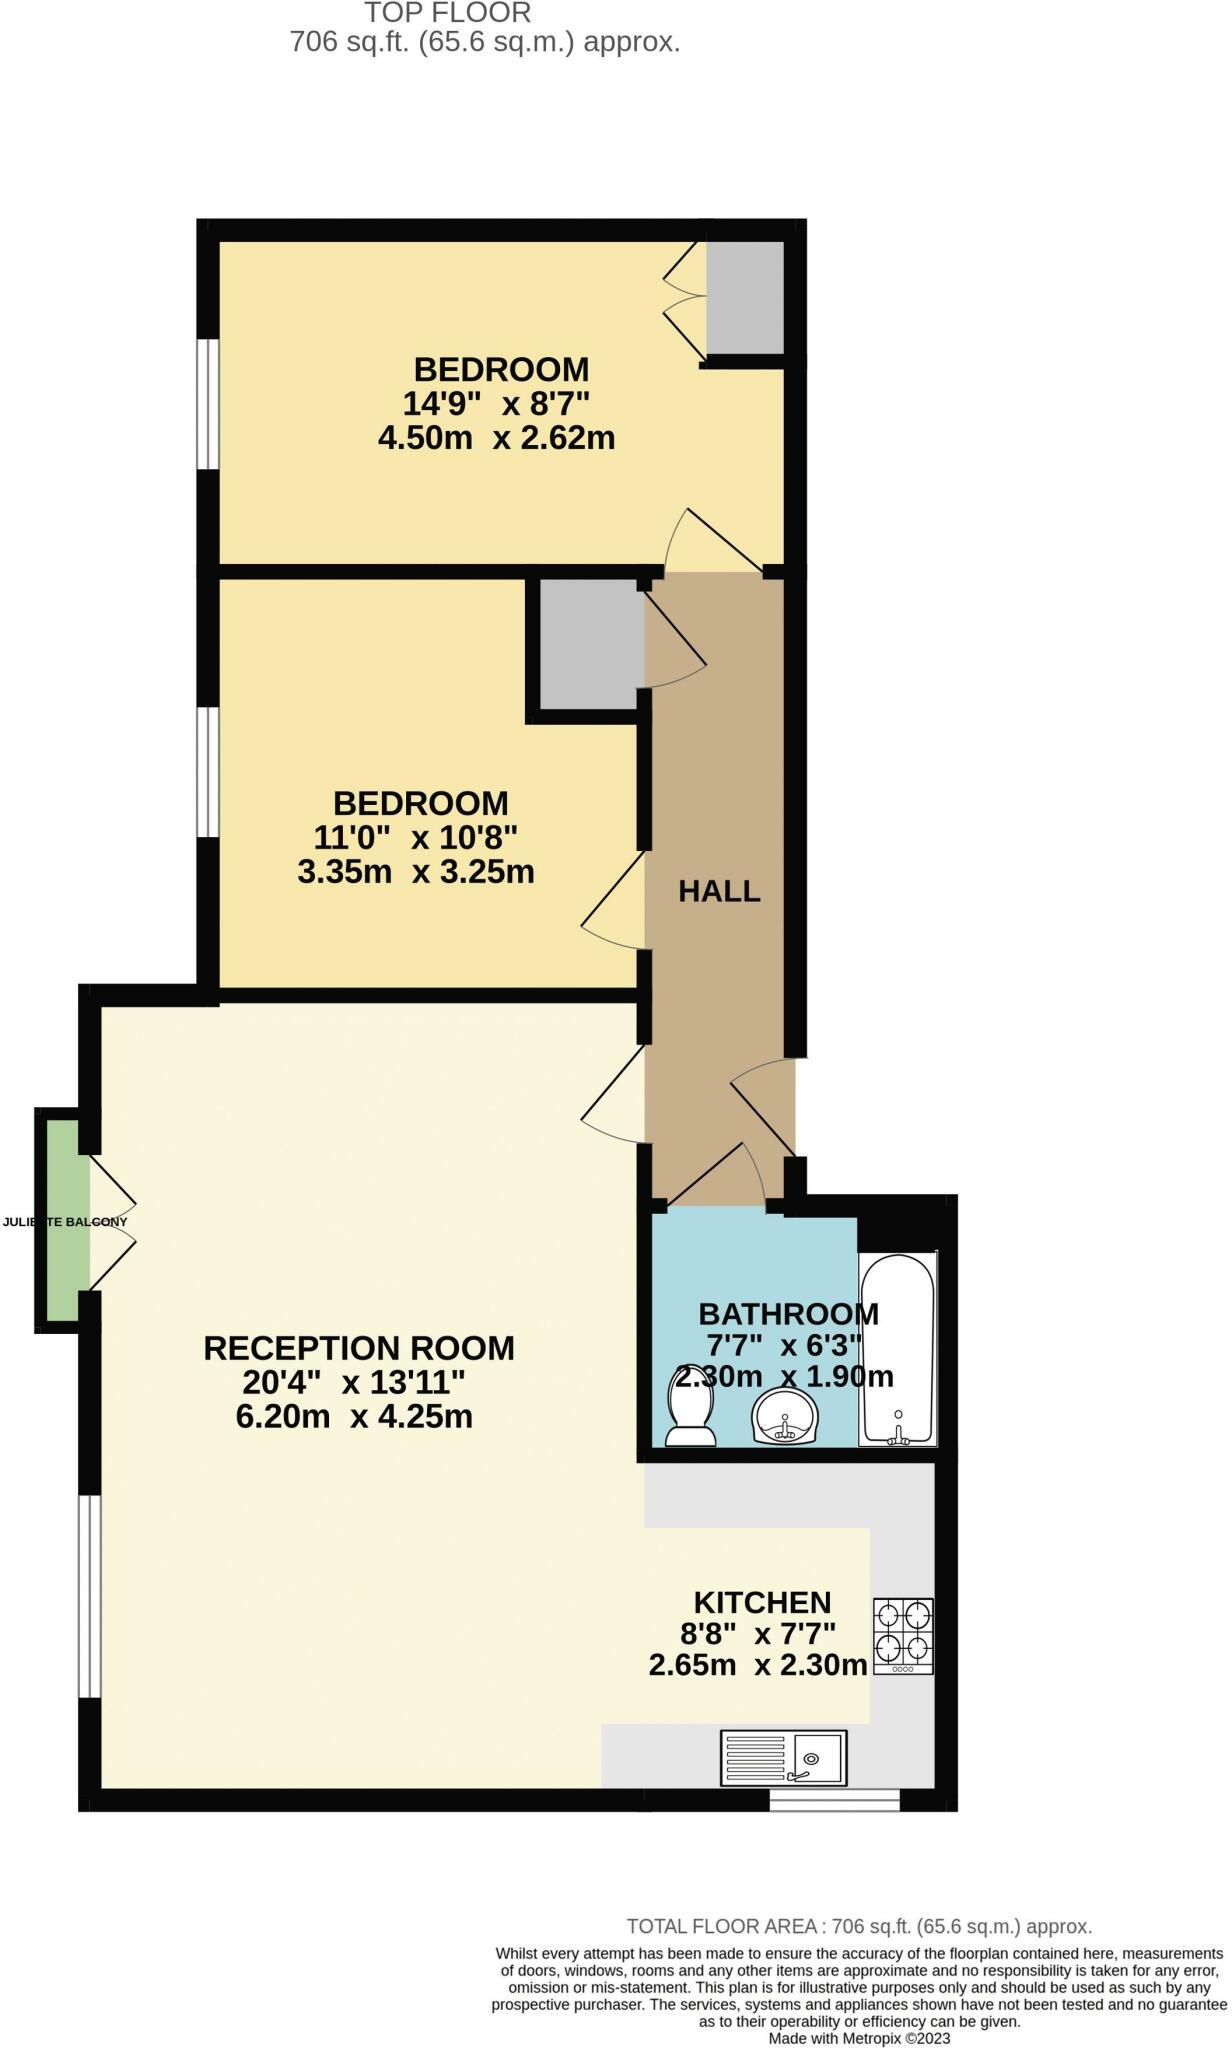 TOP FLOOR
706 sq.ft. (65.6 sq.m.) approx.
BEDROOM
14'9" x 8'7"
4.50m x 2.62m
BEDROOM
11'0" x 10'8"
3.35m x 3.25m
HALL
JULIETTE BALCONY
BATHROOM
7'7" x 6'3"
2.30m x 1.90m
RECEPTION ROOM
20'4" x 13'11"
6.20m x 4.25m
KITCHEN
8'8" x 7'7"
2.65m x 2.30m
TOTAL FLOOR AREA : 706 sq.ft. (65.6 sq.m.) approx.
Whilst every attempt has been made to ensure the accuracy of the floorplan contained here, measurements
of doors, windows, rooms and any other items are approximate and no responsibility is taken for any error,
omission or mis-statement. This plan is for illustrative purposes only and should be used as such by any
prospective purchaser. The services, systems and appliances shown have not been tested and no guarantee
as to their operability or efficiency can be given.
Made with Metropix ©2023